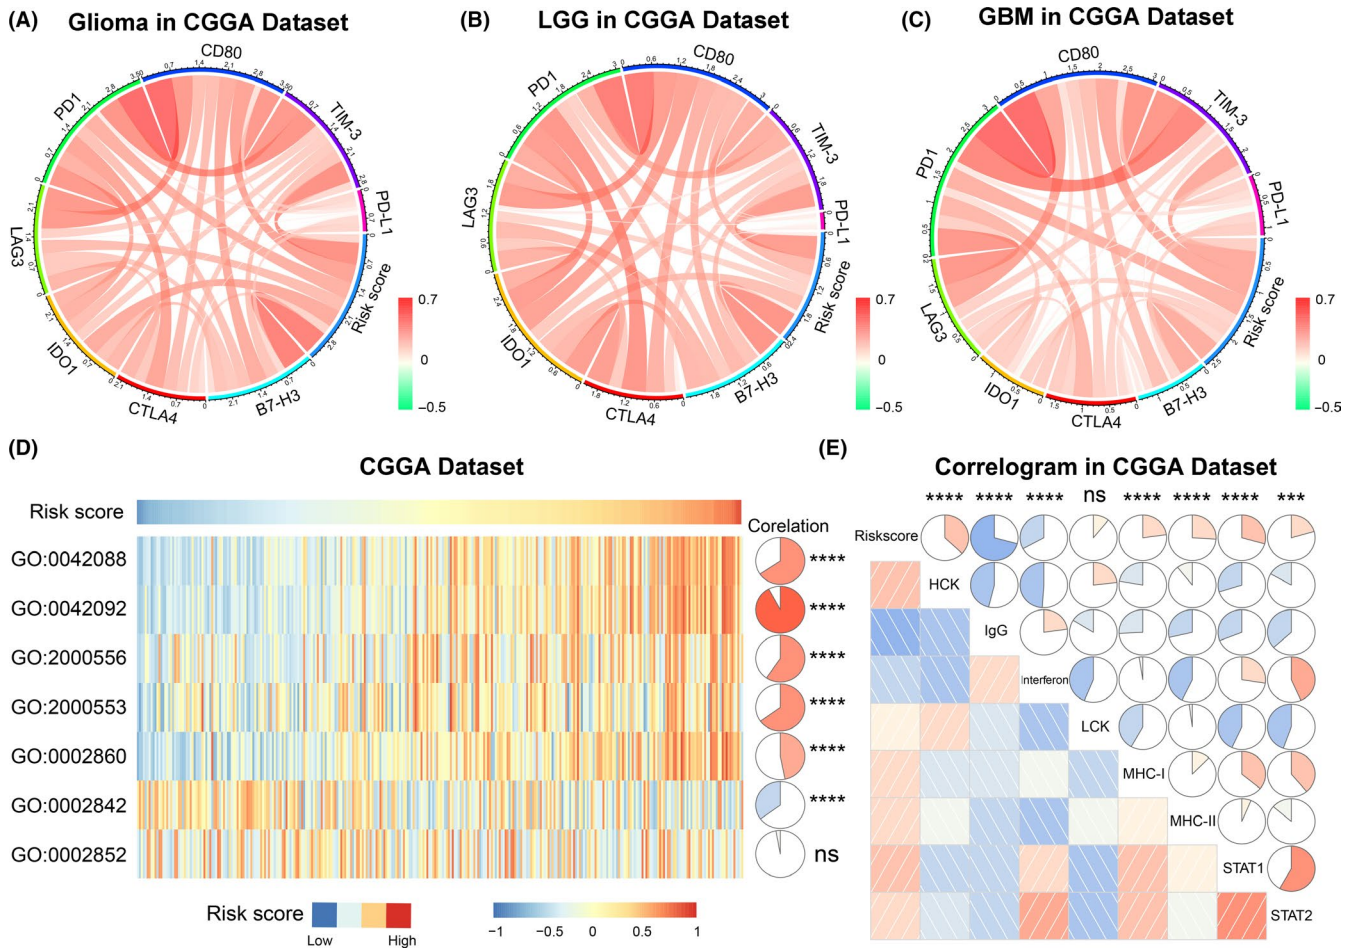 (A) Glioma in CGGA Dataset
(B) LGG in CGGA Dataset
(C) GBM in CGGA Dataset
CD80
TIM-3
PD-L1
Risk score
B7-H3
CTLA4
IDO1
LAG3
PD1
0.7
0
−0.5
CD80
TIM-3
PD-L1
Risk score
B7-H3
CTLA4
IDO1
LAG3
PD1
0.7
0
−0.5
CD80
TIM-3
PD-L1
Risk score
B7-H3
CTLA4
IDO1
LAG3
PD1
0.7
0
−0.5
(D)
CGGA Dataset
Risk score
Corelation
GO:0042088 ****
GO:0042092 ****
GO:2000556 ****
GO:2000553 ****
GO:0002860 ****
GO:0002842 ****
GO:0002852 ns
Risk score
Low High
−1 −0.5 0 0.5 1
(E)
Correlogram in CGGA Dataset
**** **** **** ns **** **** **** ***
Riskscore
HCK
IgG
Interferon
LCK
MHC-I
MHC-II
STAT1
STAT2